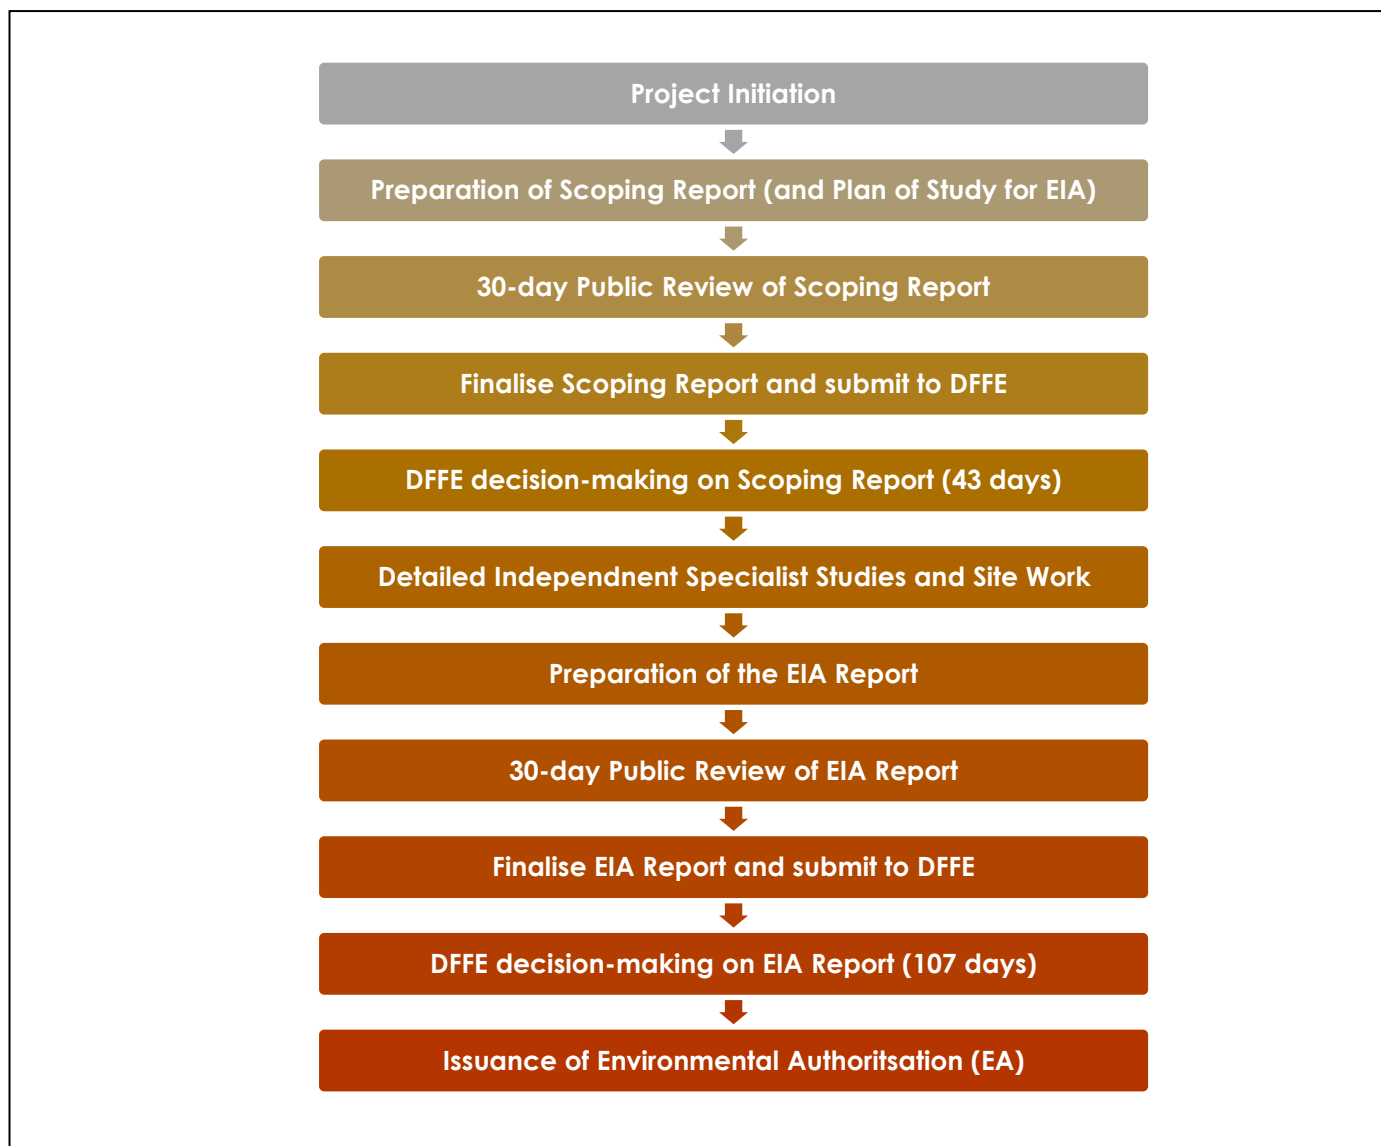 Project Initiation
Preparation of Scoping Report (and Plan of Study for EIA)
30-day Public Review of Scoping Report
Finalise Scoping Report and submit to DFFE
DFFE decision-making on Scoping Report (43 days)
Detailed Independnent Specialist Studies and Site Work
Preparation of the EIA Report
30-day Public Review of EIA Report
Finalise EIA Report and submit to DFFE
DFFE decision-making on EIA Report (107 days)
Issuance of Environmental Authoritsation (EA)